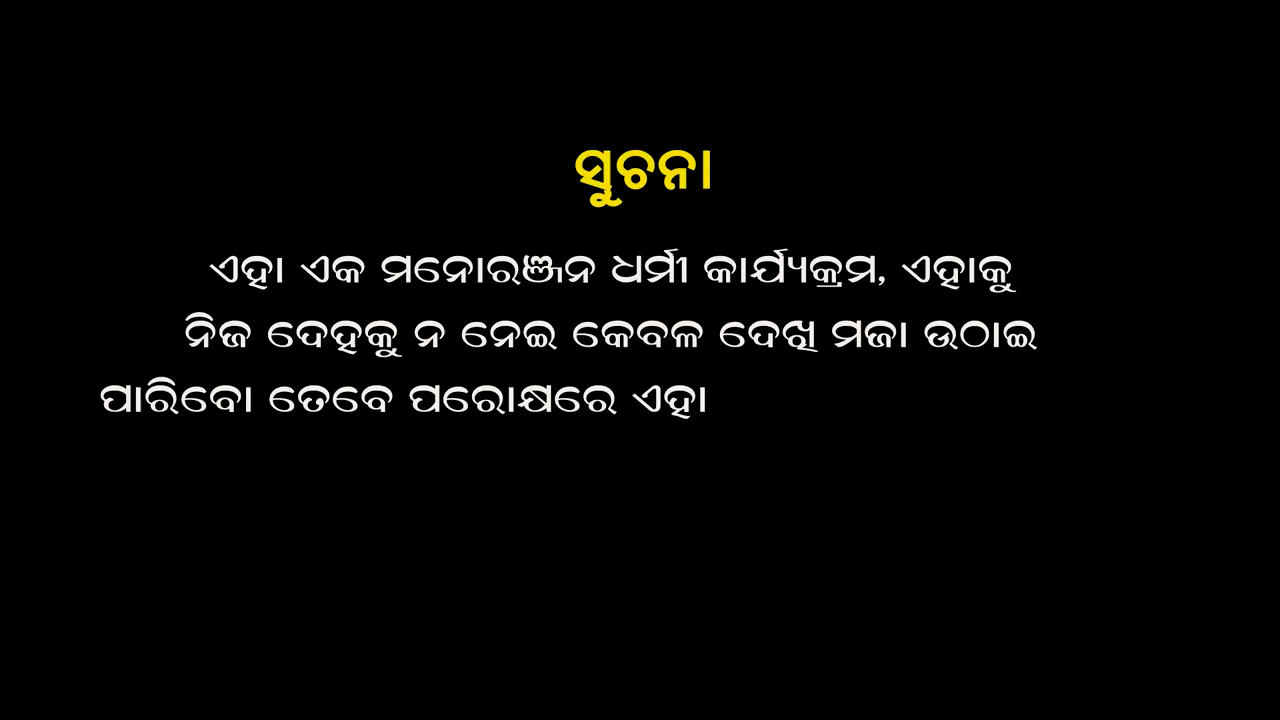 ସୁଚନା
ଏହା ଏକ ମନୋରଞ୍ଜନ ଧର୍ମୀ କାର୍ଯ୍ୟକ୍ରମ, ଏହାକୁ
ନିଜ ଦେହକୁ ନ ନେଇ କେବଳ ଦେଖି ମଜା ଉଠାଇ
ପାରିବେ। ତେବେ ପରୋକ୍ଷରେ ଏହା